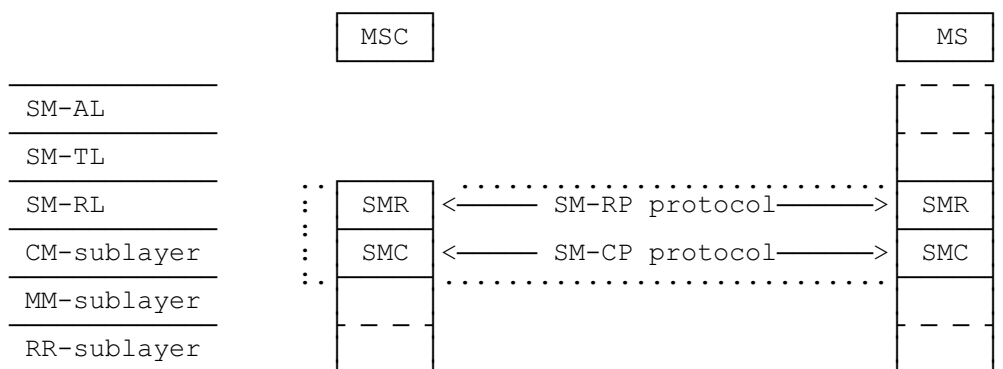 MSC MS
SM-AL
SM-TL
SM-RL SMR <———— SM-RP protocol————> SMR
CM-sublayer SMC <———— SM-CP protocol————> SMC
MM-sublayer
RR-sublayer